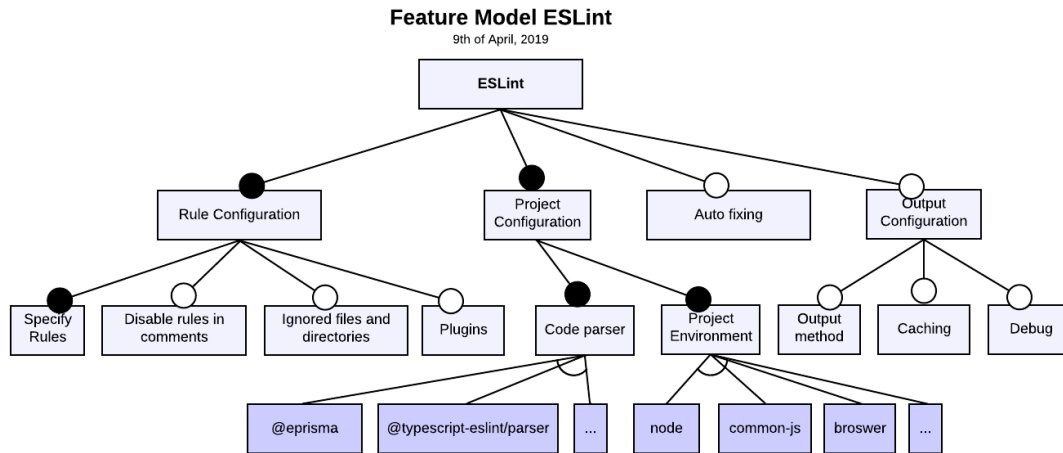 Feature Model ESLint
9th of April, 2019
ESLint
Rule Configuration
Project
Configuration
Auto fixing
Output
Configuration
Specify
Rules
Disable rules in
comments
Ignored files and
directories
Plugins
Code parser
Project
Environment
Output
method
Caching
Debug
@eprisma
@typescript-eslint/parser
...
node
common-js
broswer
...